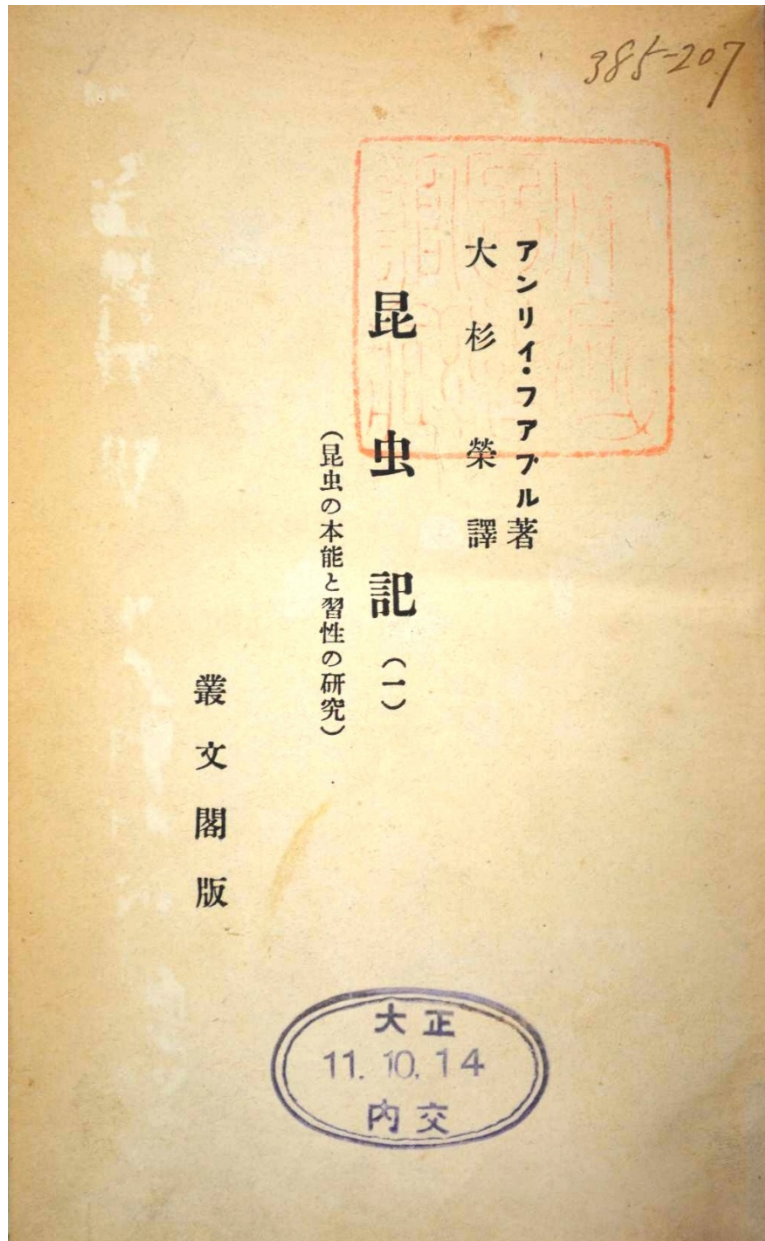 385-207
アンリイ・フアブル著
大杉榮譯
昆虫記(一)
(昆虫の本能と習性の研究)
叢文閣版
大正
11.10.14
内交